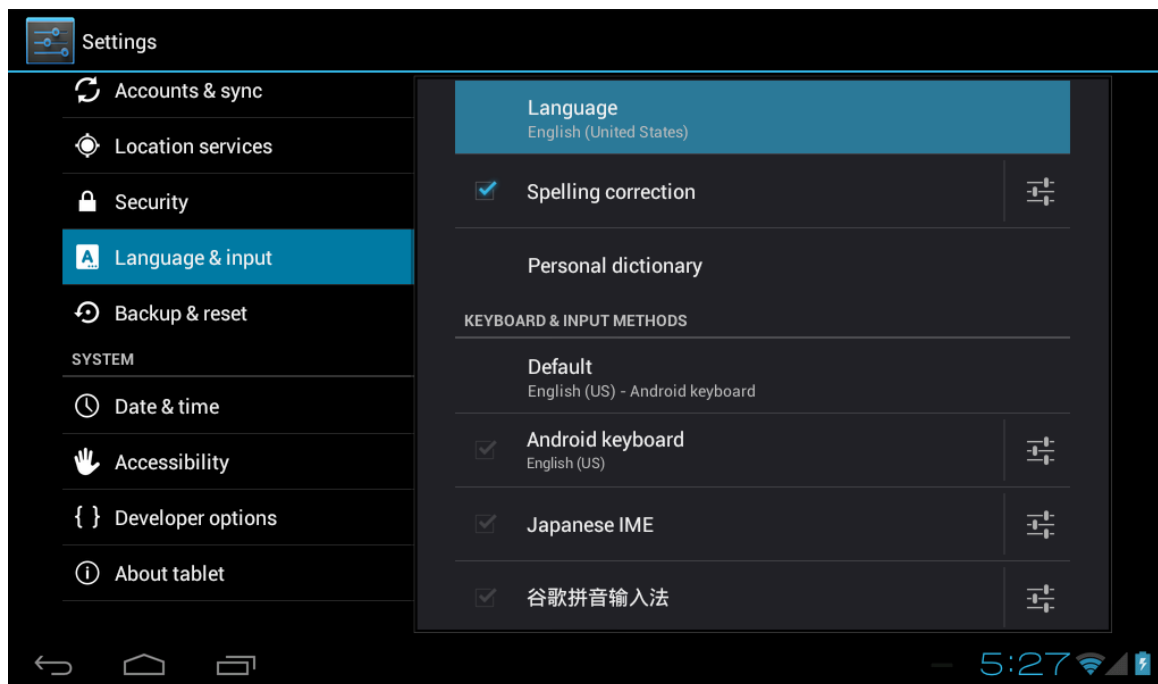 Settings
Accounts & sync
Location services
Security
Language & input
Backup & reset
SYSTEM
Date & time
Accessibility
{ } Developer options
About tablet
Language
English (United States)
Spelling correction
Personal dictionary
KEYBOARD & INPUT METHODS
Default
English (US) - Android keyboard
Android keyboard
English (US)
Japanese IME
谷歌拼音输入法
5:27